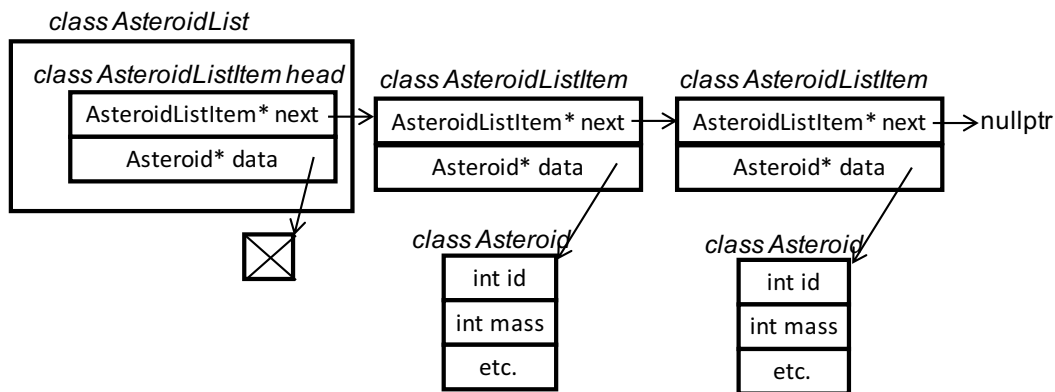 class AsteroidList
class AsteroidListItem head
AsteroidListItem* next
Asteroid* data
class AsteroidListItem
AsteroidListItem* next
Asteroid* data
class AsteroidListItem
AsteroidListItem* next
Asteroid* data
nullptr
class Asteroid
int id
int mass
etc.
class Asteroid
int id
int mass
etc.